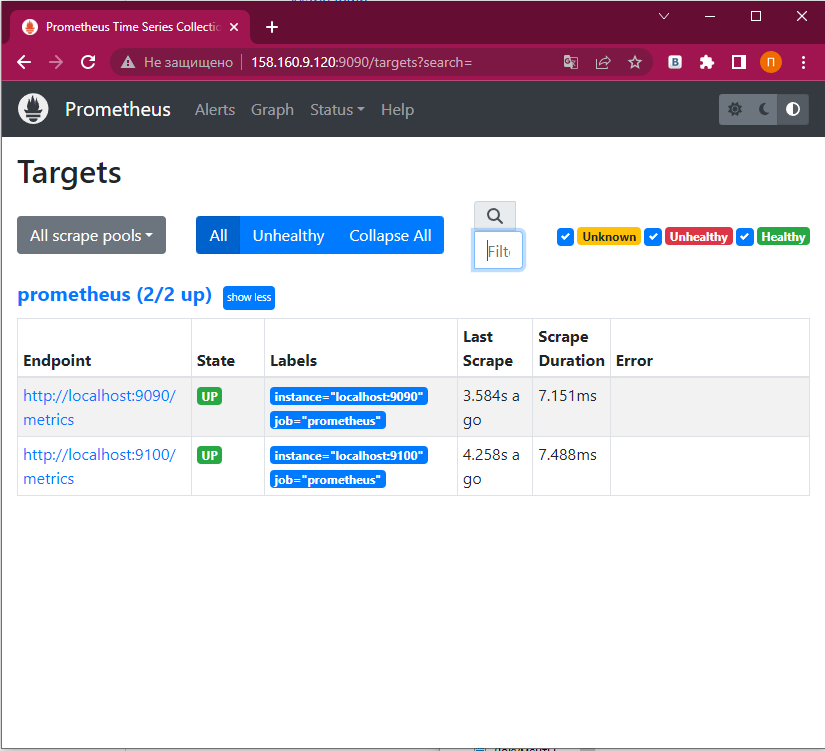 Prometheus Time Series Collectio
Не защищено
158.160.9.120:9090/targets?search=
B
П
Prometheus
Alerts
Graph
Status
Help
Targets
All scrape pools
All
Unhealthy
Collapse All
Filte
Unknown
Unhealthy
Healthy
prometheus (2/2 up)
show less
Endpoint
State
Labels
Last
Scrape
Scrape
Duration
Error
http://localhost:9090/
metrics
UP
instance="localhost:9090"
job="prometheus"
3.584s a
go
7.151ms
http://localhost:9100/
metrics
UP
instance="localhost:9100"
job="prometheus"
4.258s a
go
7.488ms